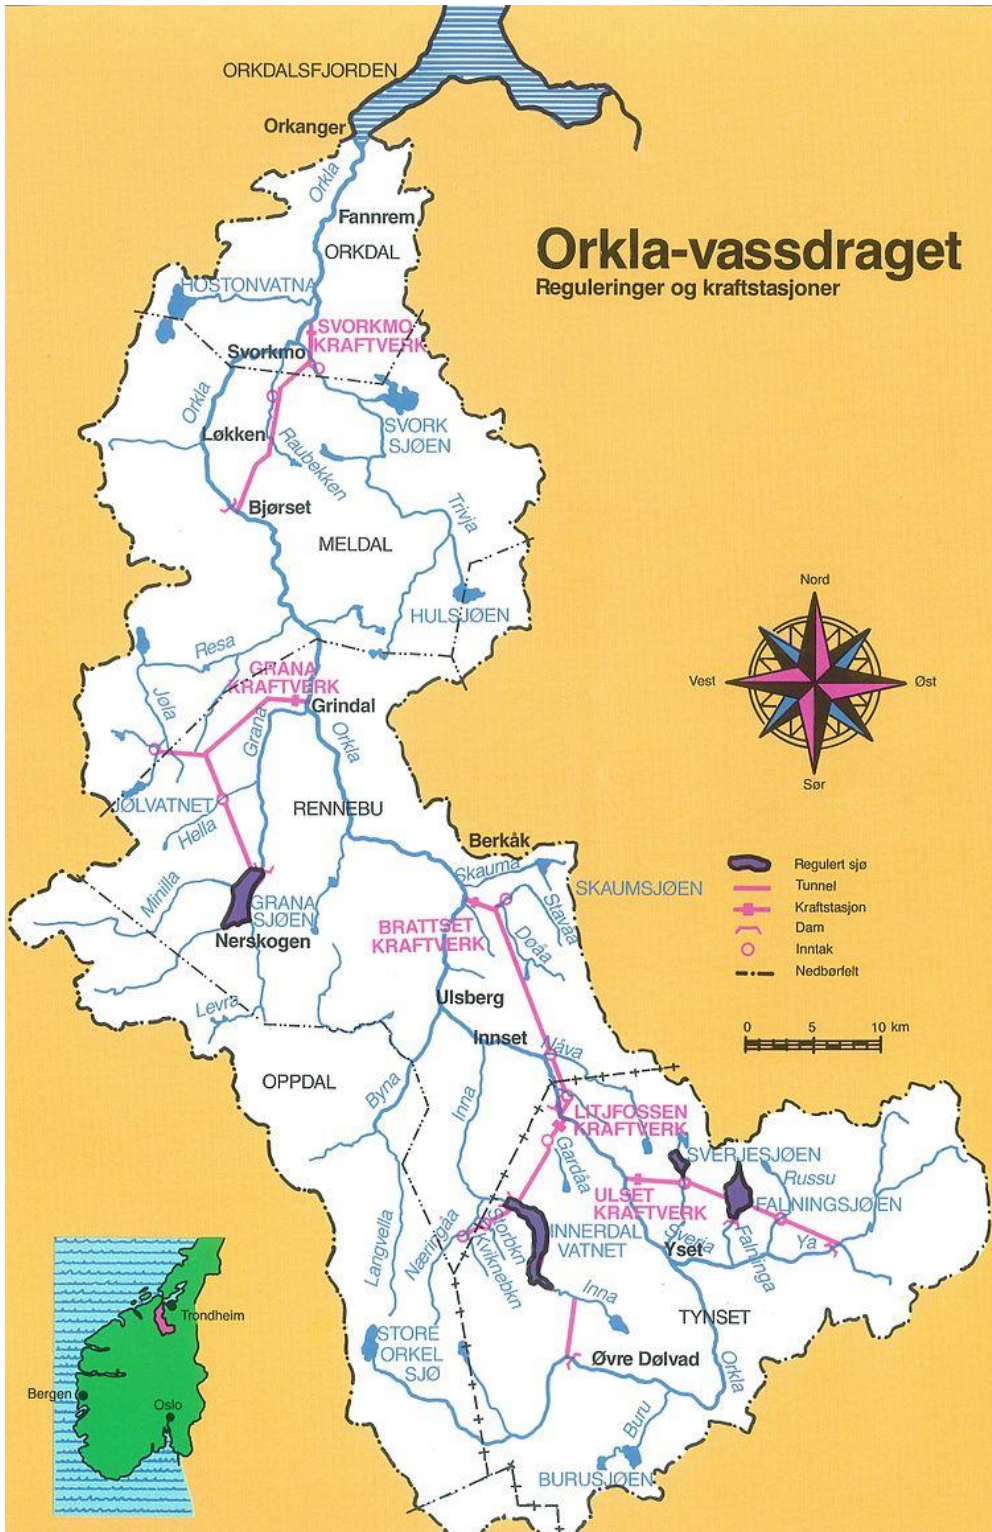 ORKDALSFJORDEN
Orkanger
Orkla
Fannrem
ORKDAL
Orkla-vassdraget
Reguleringer og kraftstasjoner
HOSTONVATNA
SVORKMO
KRAFTVERK
Svorkmo
Orkla
SVORK
SJØEN
Løkken
Raubekken
Trivja
Bjørset
MELDAL
HULSJØEN
Nord
Vest
Øst
Sør
Resa
GRANA
KRAFTVERK
Grindal
Jøla
Grana
Orkla
JØLVATNET
RENNEBU
Hella
Berkåk
Skauma
SKAUMSJØEN
Minilla
GRANA
SJØEN
Stavåa
BRATTSET
KRAFTVERK
Døåa
Nerskogen
Regulert sjø
Tunnel
Kraftstasjon
Dam
Inntak
Nedbørfelt
0 5 10 km
Levra
Ulsberg
Innset
Nåva
OPPDAL
Byna
Inna
LITJFOSSEN
KRAFTVERK
Gardåa
SVERJESJØEN
Russu
ULSET
KRAFTVERK
FALNINGSJØEN
Langvella
Næringåa
Storbkn
Kviknebkn
INNERDAL
VATNET
Sverja
Yset
Falninga
Ya
Inna
TYNSET
STORE
ORKEL
SJØ
Øvre Dølvad
Orkla
Buru
BURUSJØEN
Trondheim
Bergen
Oslo